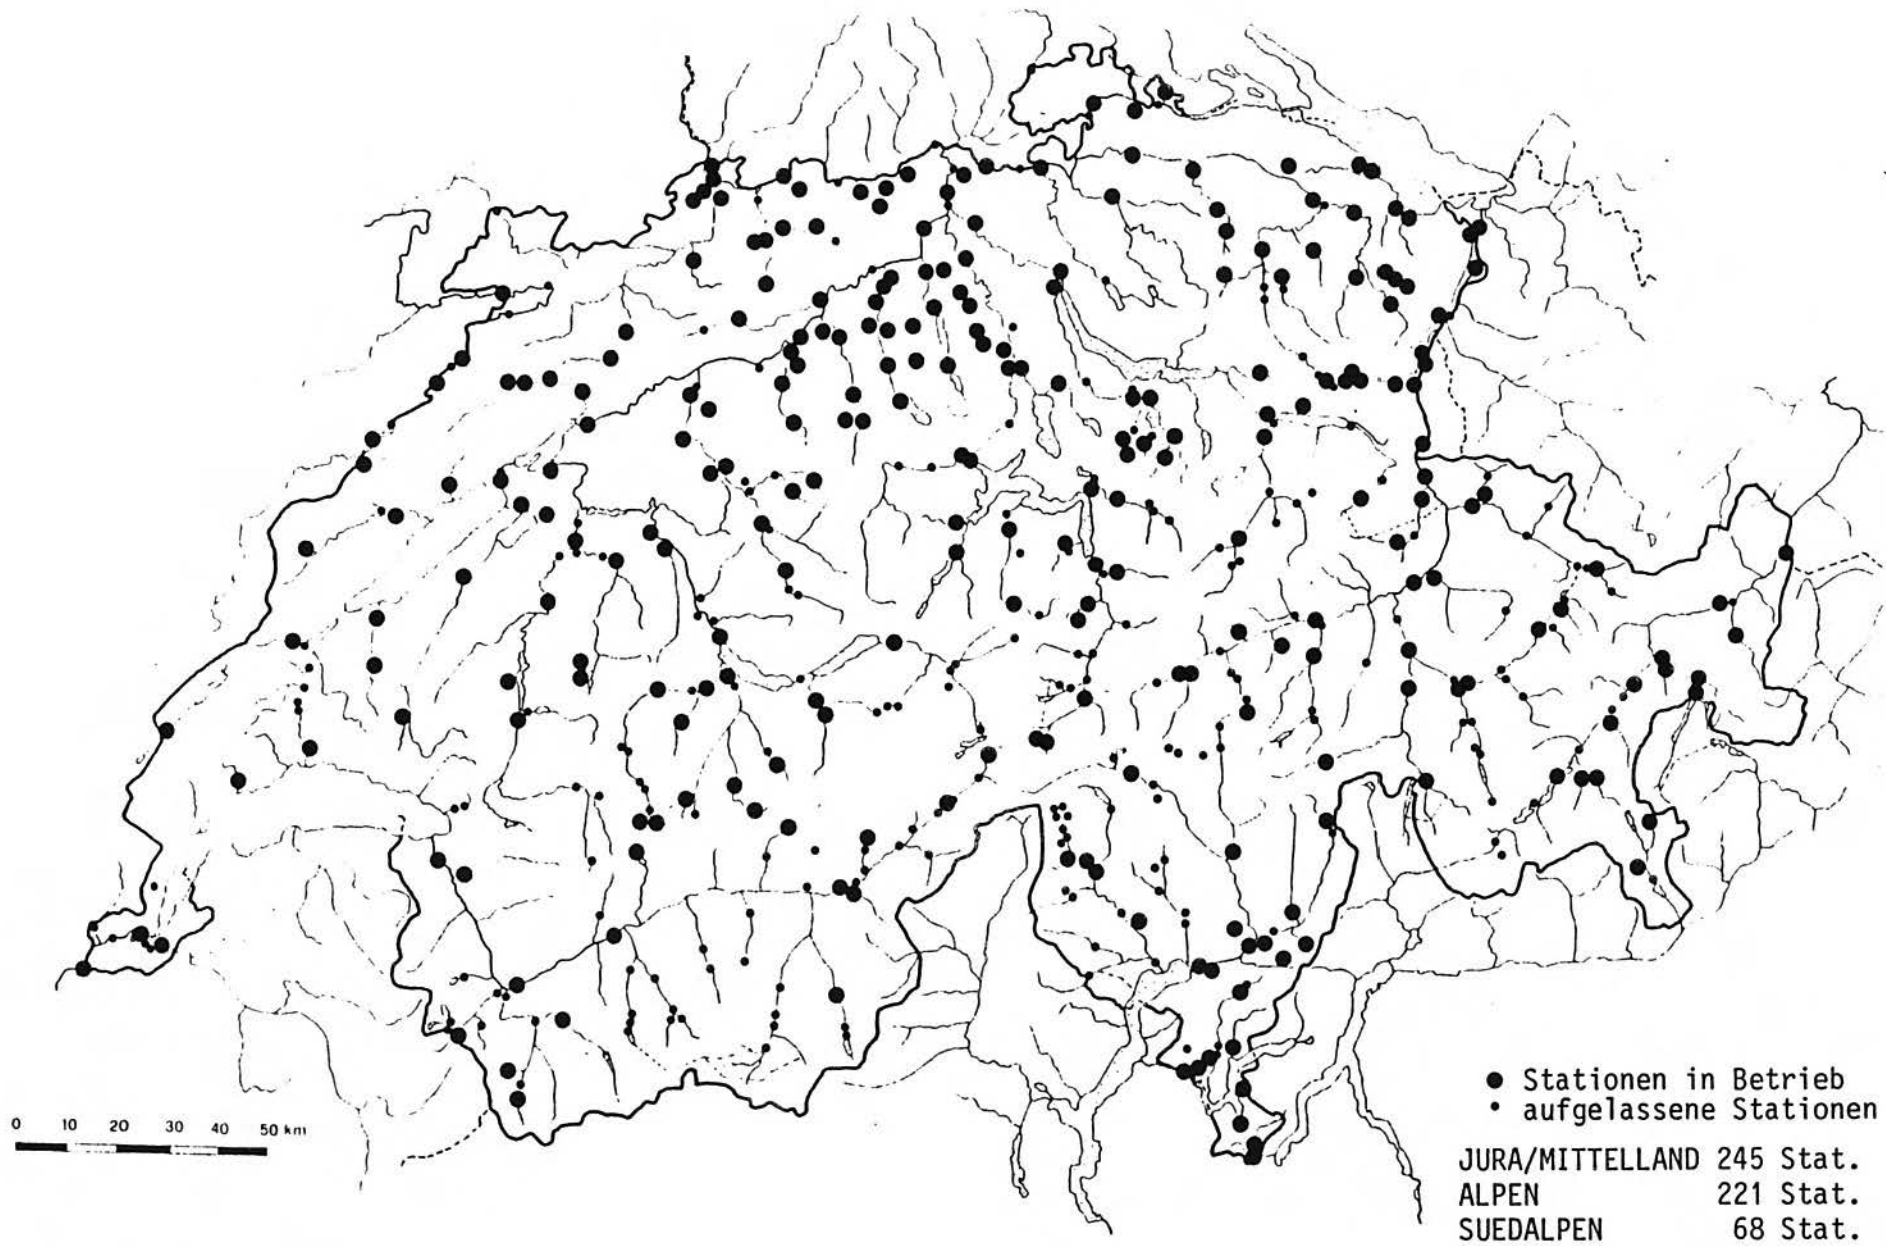 0 10 20 30 40 50 km
● Stationen in Betrieb
• aufgelassene Stationen
JURA/MITTELLAND 245 Stat.
ALPEN 221 Stat.
SUEDALPEN 68 Stat.